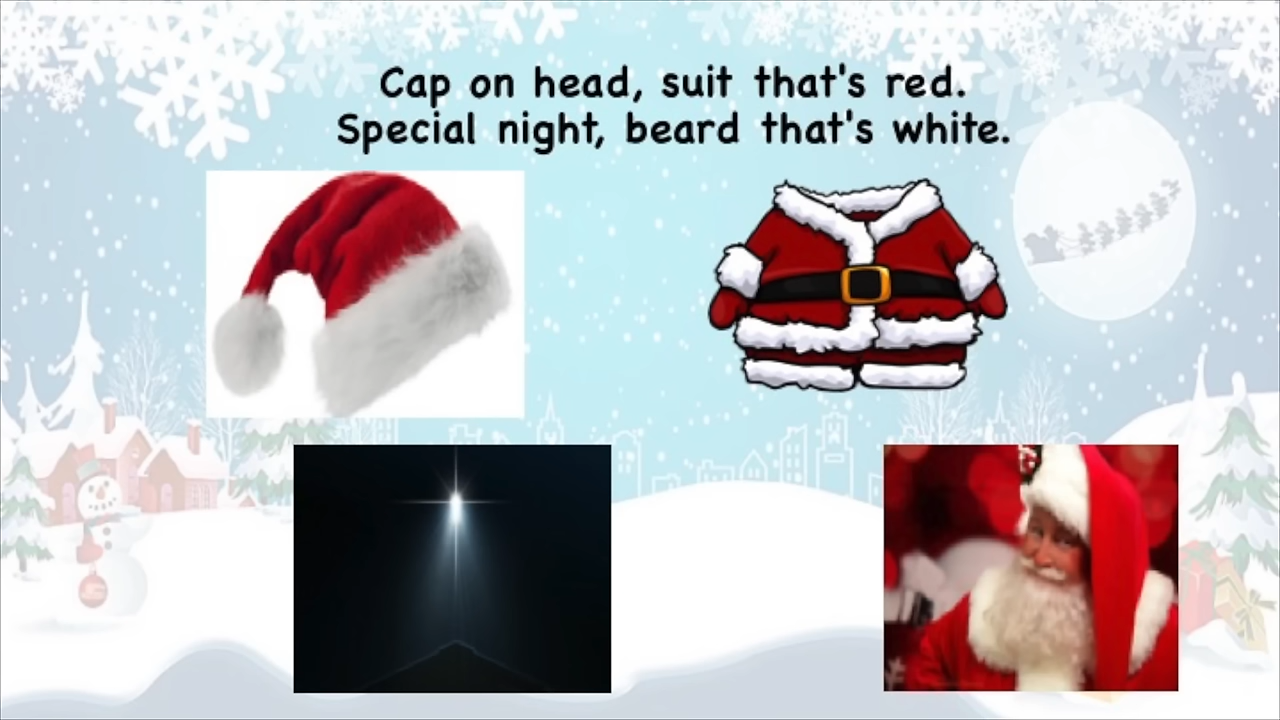 Cap on head, suit that's red.
Special night, beard that's white.